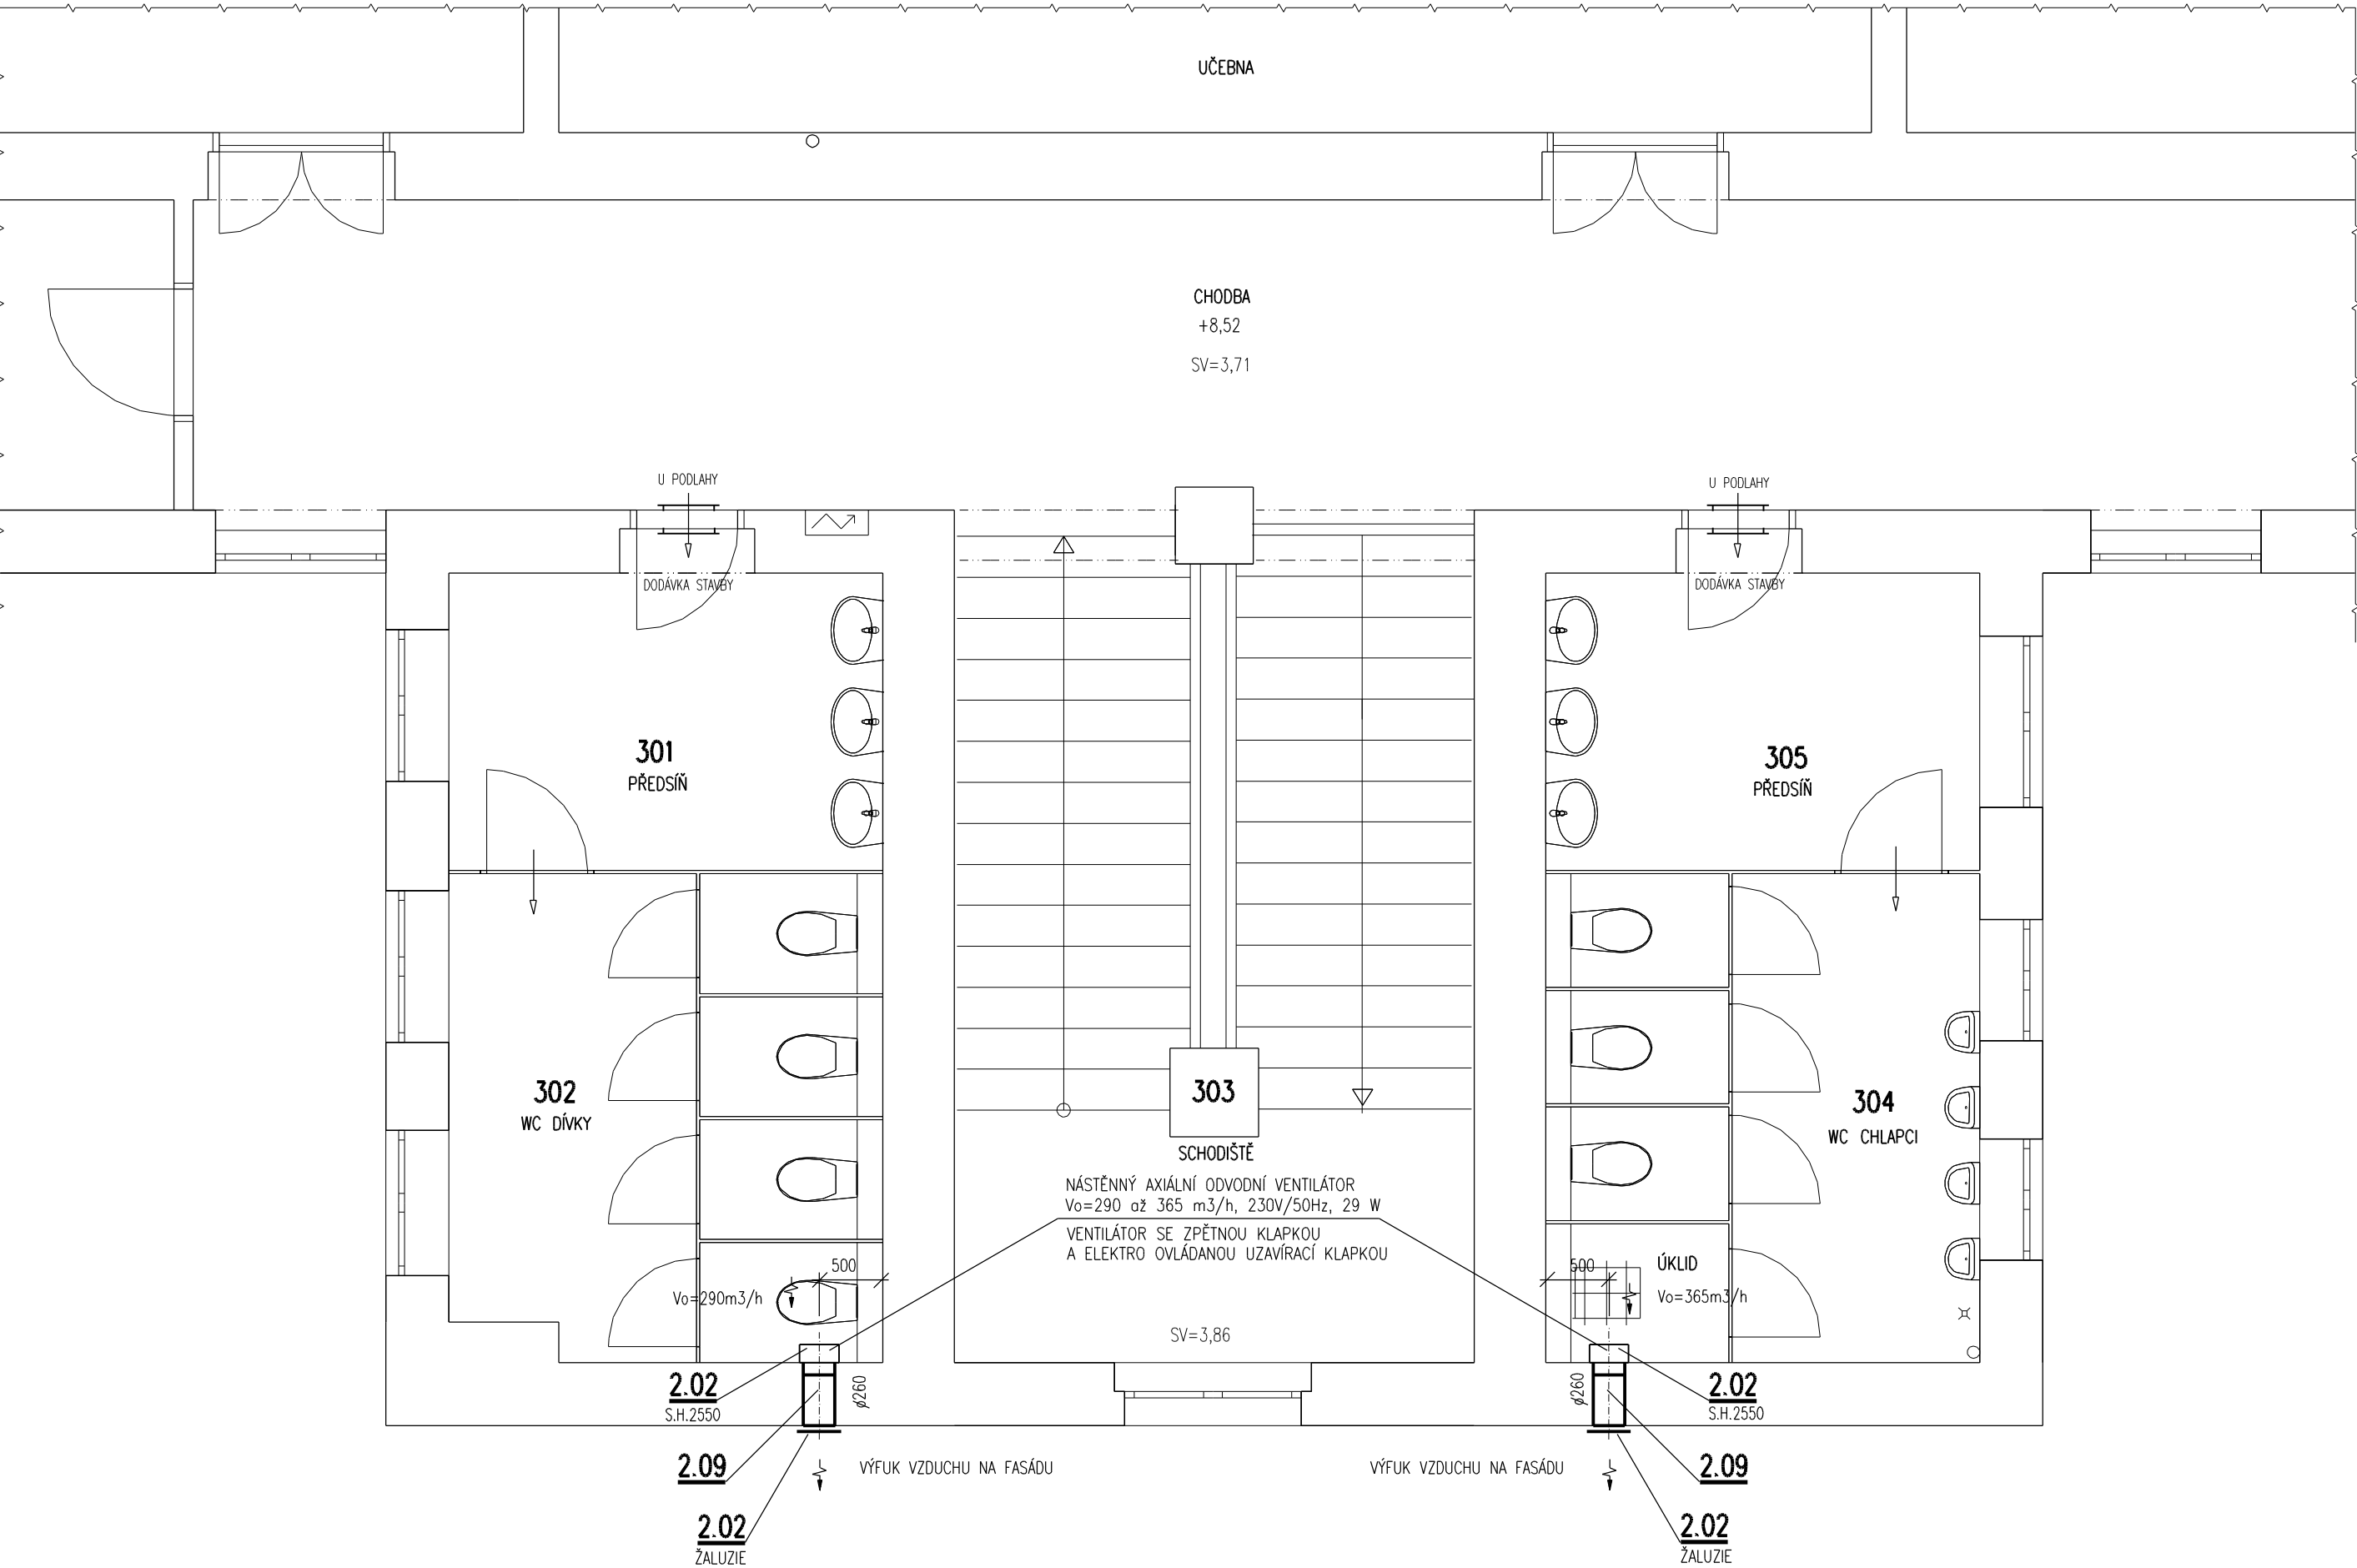 UČEBNA
CHODBA
+8,52
SV=3,71
U PODLAHY
U PODLAHY
DODÁVKA STAVBY
DODÁVKA STAVBY
301
PŘEDSÍŇ
305
PŘEDSÍŇ
302
WC DÍVKY
303
SCHODIŠTĚ
304
WC CHLAPCI
NÁSTĚNNÝ AXIÁLNÍ ODVODNÍ VENTILÁTOR
Vo=290 až 365 m3/h, 230V/50Hz, 29 W
VENTILÁTOR SE ZPĚTNOU KLAPKOU
A ELEKTRO OVLÁDANOU UZAVÍRACÍ KLAPKOU
500
Vo=290m3/h
500
ÚKLID
Vo=365m3/h
SV=3,86
2.02
S.H.2550
ø260
ø260
2.02
S.H.2550
2.09
VÝFUK VZDUCHU NA FASÁDU
VÝFUK VZDUCHU NA FASÁDU
2.09
2.02
ŽALUZIE
2.02
ŽALUZIE